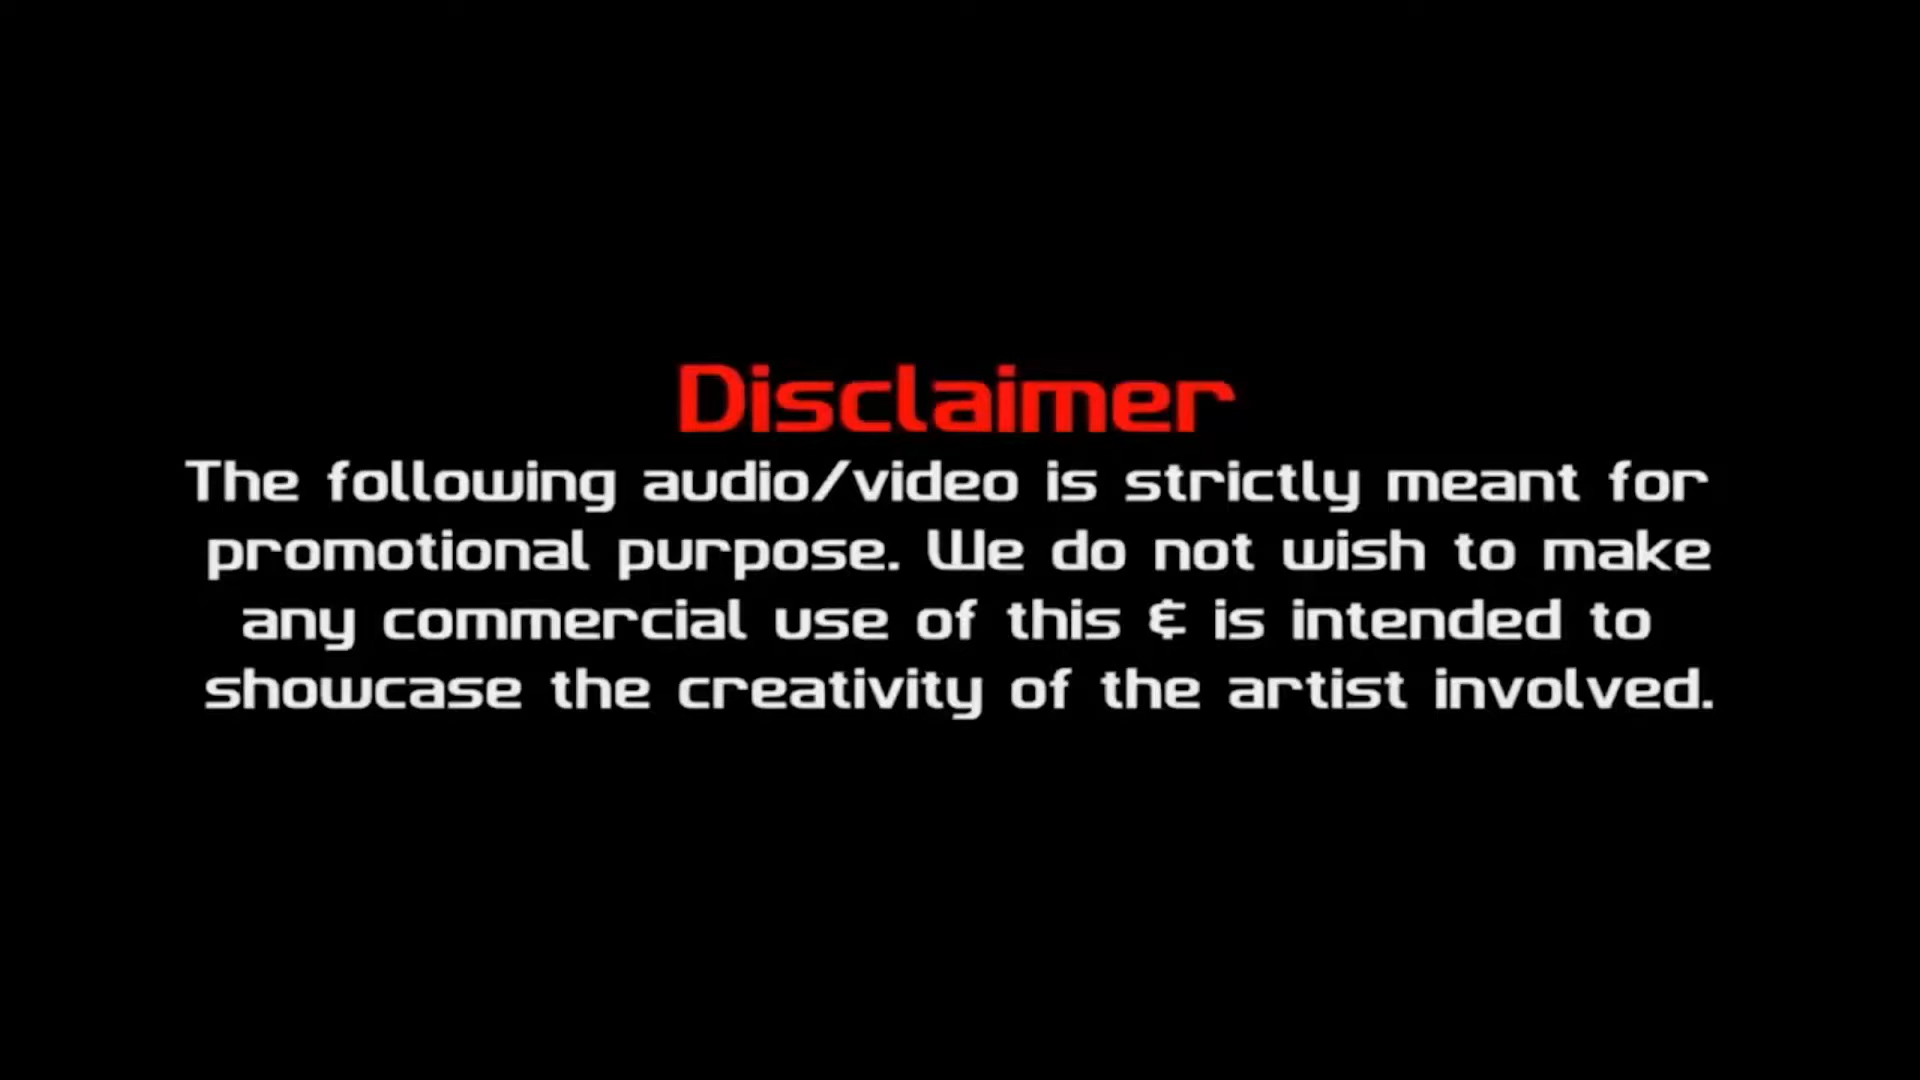 Disclaimer
The following audio/video is strictly meant for
promotional purpose. We do not wish to make
any commercial use of this & is intended to
showcase the creativity of the artist involved.